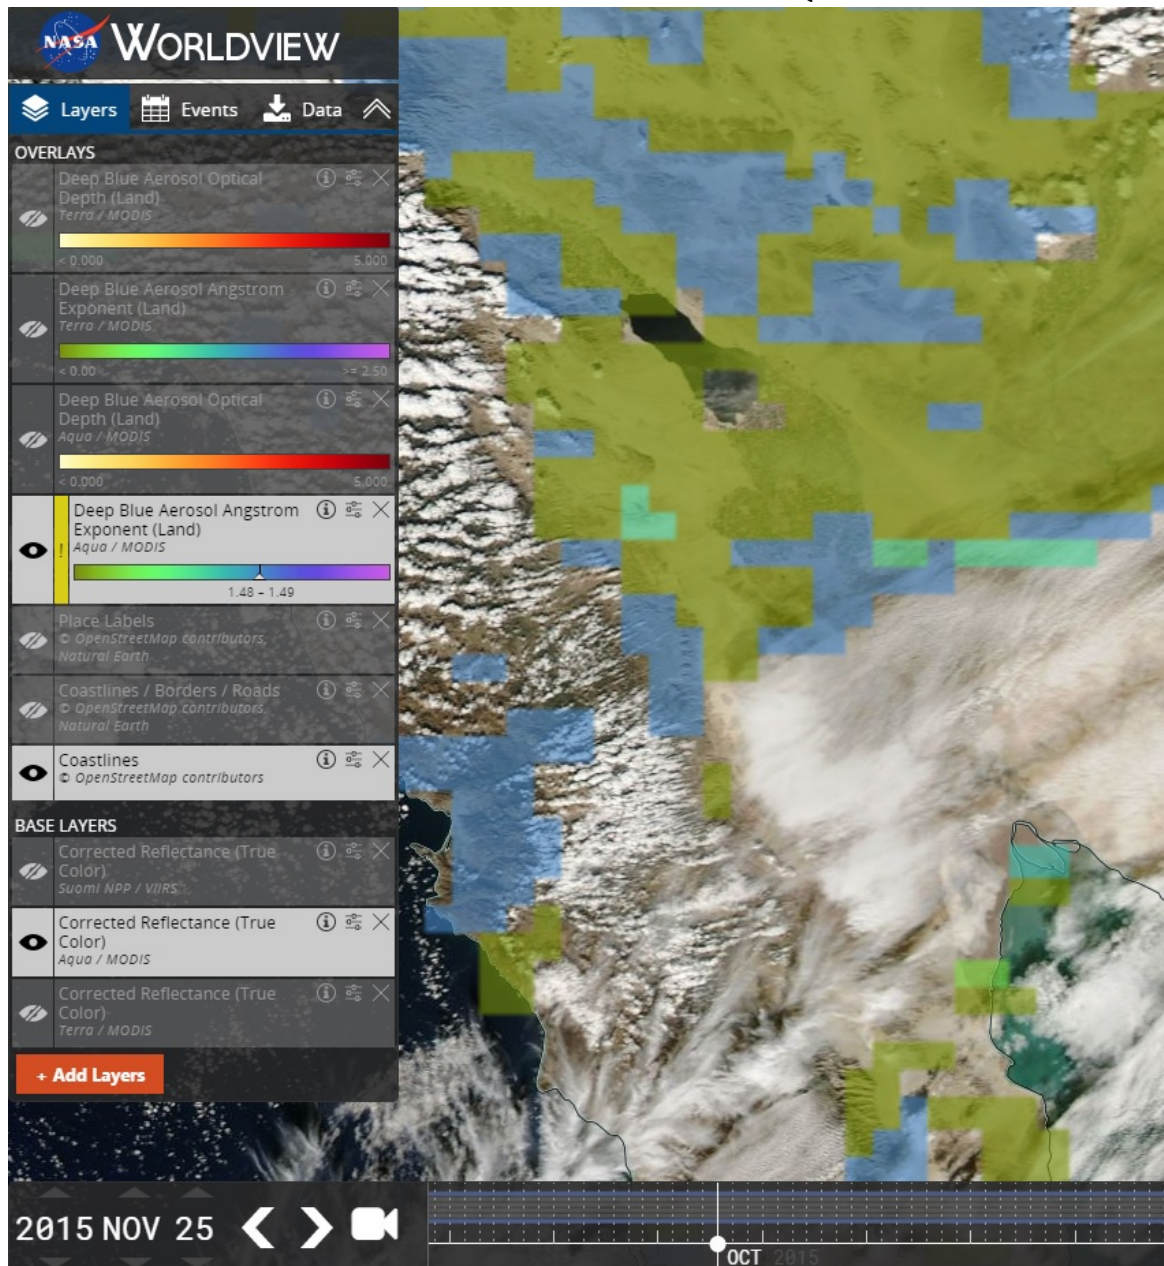 NASA WORLDVIEW
Layers Events Data
OVERLAYS
Deep Blue Aerosol Optical
Depth (Land)
Terra / MODIS
< 0.000 5.000
Deep Blue Aerosol Angstrom
Exponent (Land)
Terra / MODIS
< 0.00 >= 2.50
Deep Blue Aerosol Optical
Depth (Land)
Aqua / MODIS
< 0.000 5.000
Deep Blue Aerosol Angstrom
Exponent (Land)
Aqua / MODIS
1.48 – 1.49
Place Labels
© OpenStreetMap contributors,
Natural Earth
Coastlines / Borders / Roads
© OpenStreetMap contributors,
Natural Earth
Coastlines
© OpenStreetMap contributors
BASE LAYERS
Corrected Reflectance (True
Color)
Suomi NPP / VIIRS
Corrected Reflectance (True
Color)
Aqua / MODIS
Corrected Reflectance (True
Color)
Terra / MODIS
+ Add Layers
2015 NOV 25
OCT 2015